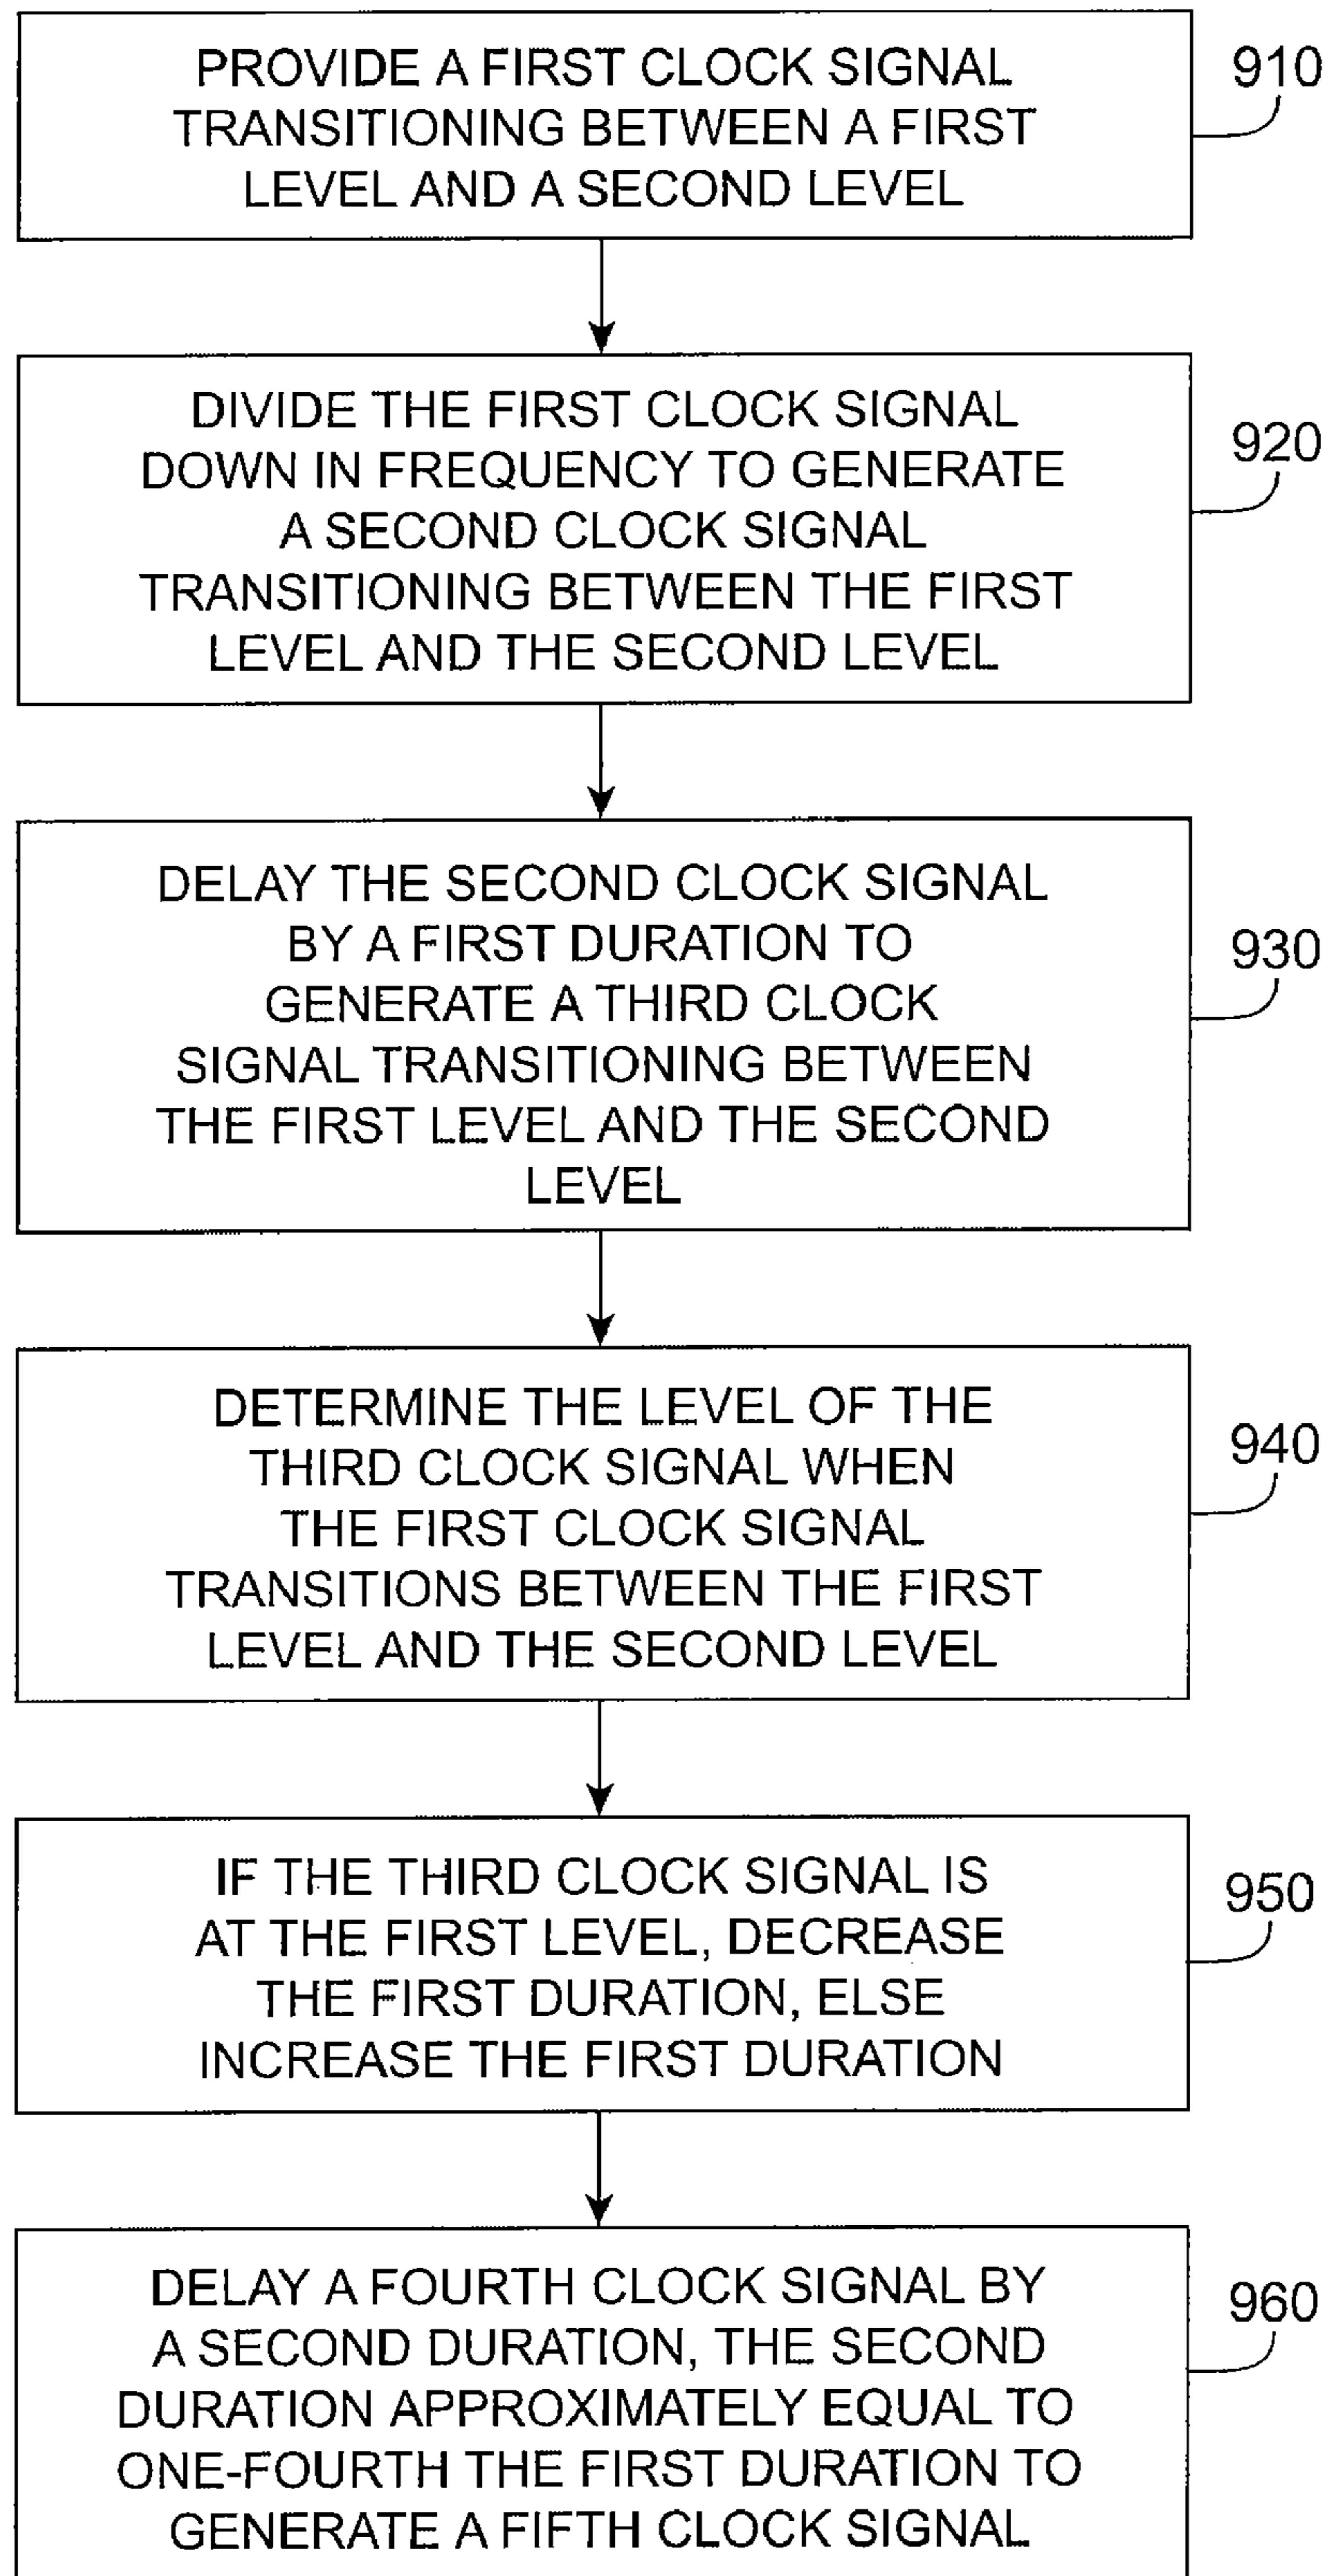 PROVIDE A FIRST CLOCK SIGNAL
TRANSITIONING BETWEEN A FIRST
LEVEL AND A SECOND LEVEL
910
DIVIDE THE FIRST CLOCK SIGNAL
DOWN IN FREQUENCY TO GENERATE
A SECOND CLOCK SIGNAL
TRANSITIONING BETWEEN THE FIRST
LEVEL AND THE SECOND LEVEL
920
DELAY THE SECOND CLOCK SIGNAL
BY A FIRST DURATION TO
GENERATE A THIRD CLOCK
SIGNAL TRANSITIONING BETWEEN
THE FIRST LEVEL AND THE SECOND
LEVEL
930
DETERMINE THE LEVEL OF THE
THIRD CLOCK SIGNAL WHEN
THE FIRST CLOCK SIGNAL
TRANSITIONS BETWEEN THE FIRST
LEVEL AND THE SECOND LEVEL
940
IF THE THIRD CLOCK SIGNAL IS
AT THE FIRST LEVEL, DECREASE
THE FIRST DURATION, ELSE
INCREASE THE FIRST DURATION
950
DELAY A FOURTH CLOCK SIGNAL BY
A SECOND DURATION, THE SECOND
DURATION APPROXIMATELY EQUAL TO
ONE-FOURTH THE FIRST DURATION TO
GENERATE A FIFTH CLOCK SIGNAL
960